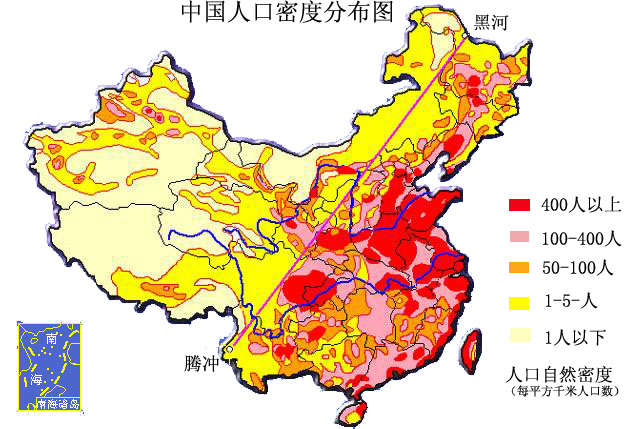 中国人口密度分布图
黑河
400人以上
100-400人
50-100人
1-5-人
1人以下
腾冲
人口自然密度
（每平方千米人口数）
南
海
南海诸岛